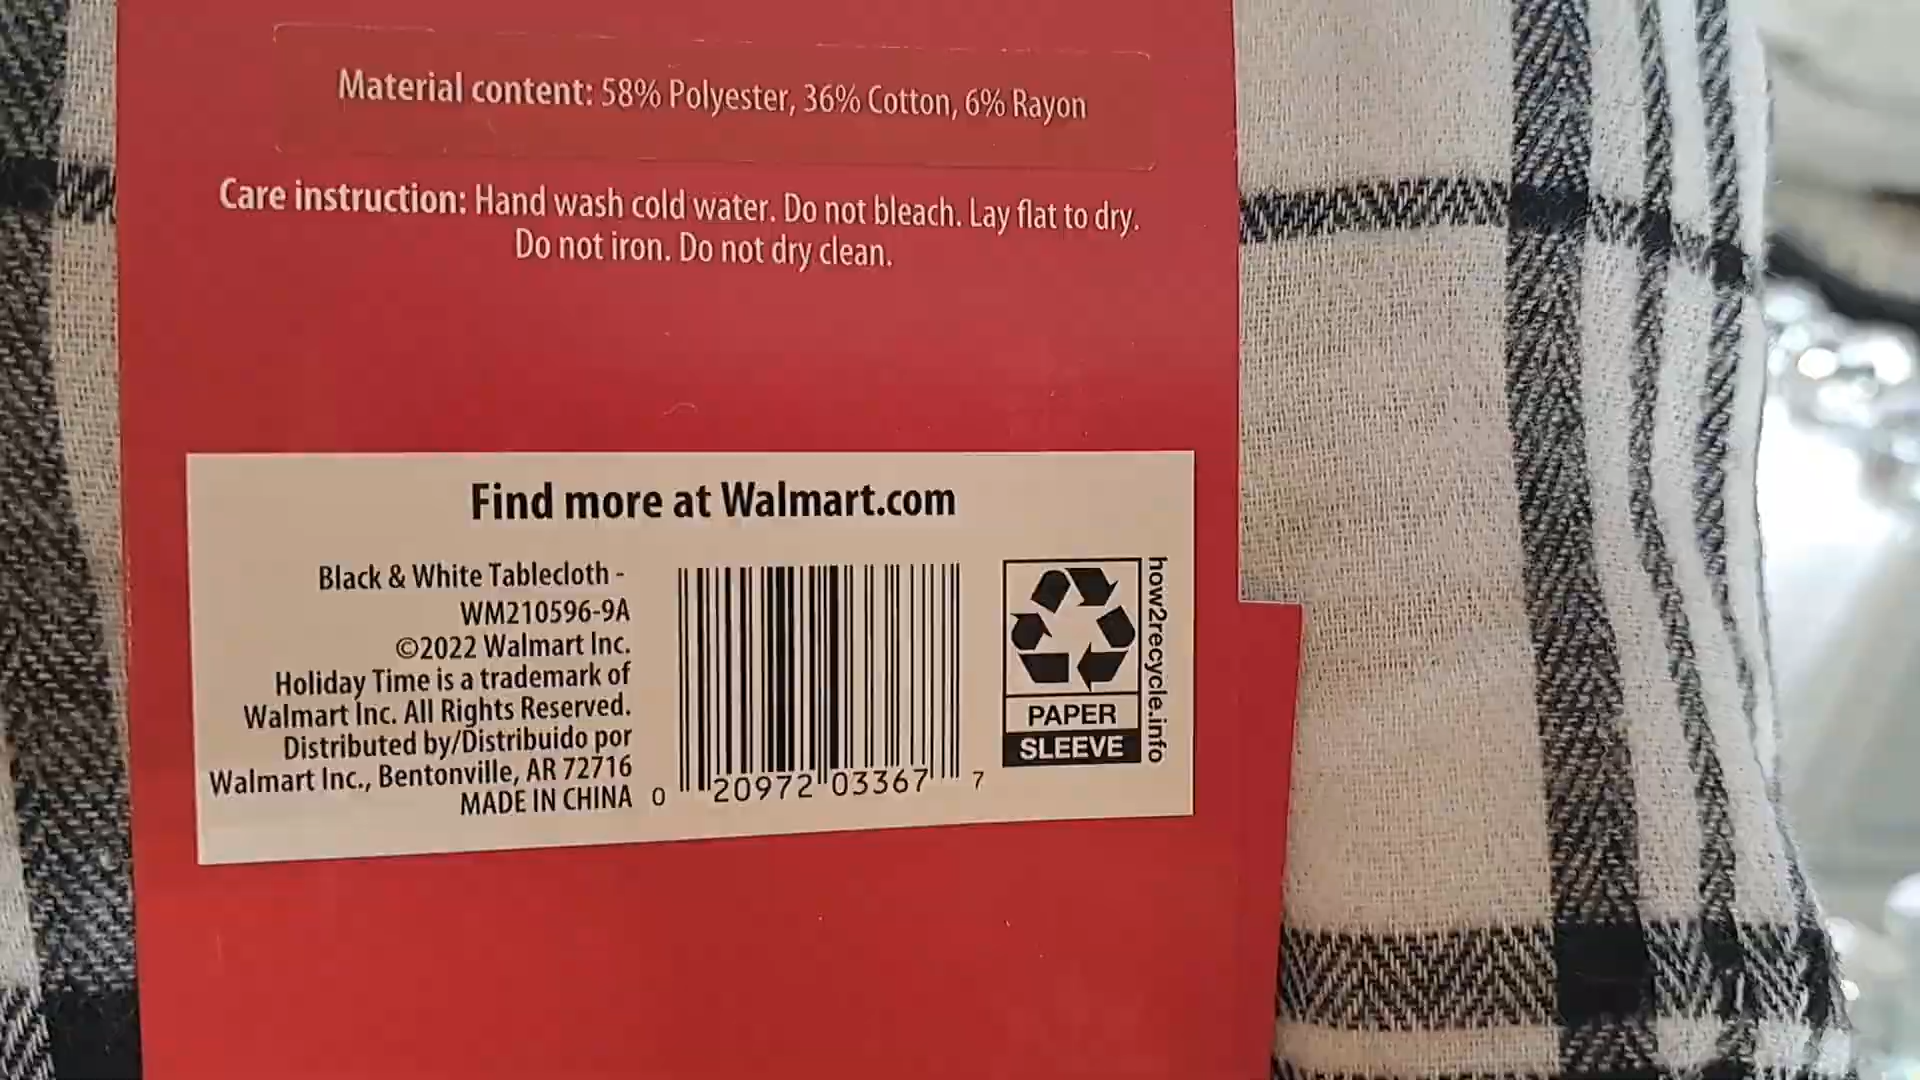 Material content: 58% Polyester, 36% Cotton, 6% Rayon
Care instruction: Hand wash cold water. Do not bleach. Lay flat to dry.
Do not iron. Do not dry clean.
Find more at Walmart.com
Black & White Tablecloth -
WM210596-9A
©2022 Walmart Inc.
Holiday Time is a trademark of
Walmart Inc. All Rights Reserved.
Distributed by/Distribuido por
Walmart Inc., Bentonville, AR 72716
MADE IN CHINA
0 20972 03367 7
PAPER
SLEEVE
how2recycle.info